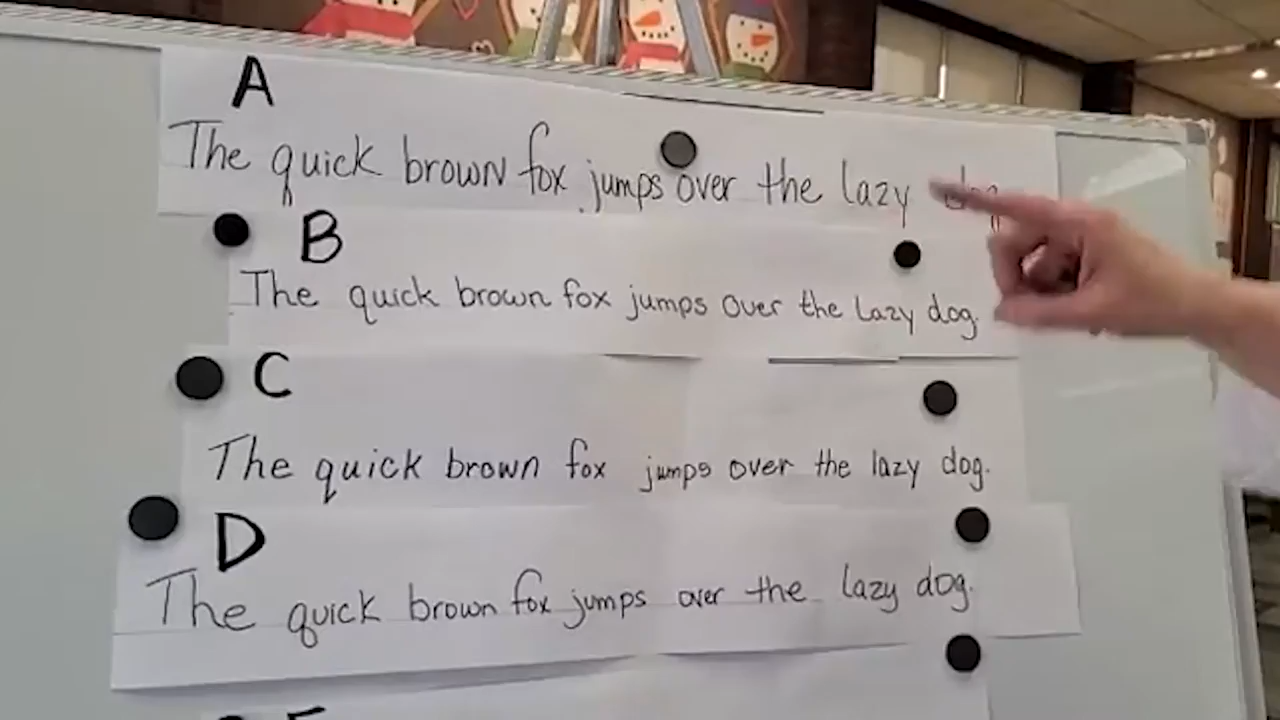 A
The quick brown fox jumps over the lazy dog
B
The quick brown fox jumps over the lazy dog.
C
The quick brown fox jumps over the lazy dog.
D
The quick brown fox jumps over the lazy dog.